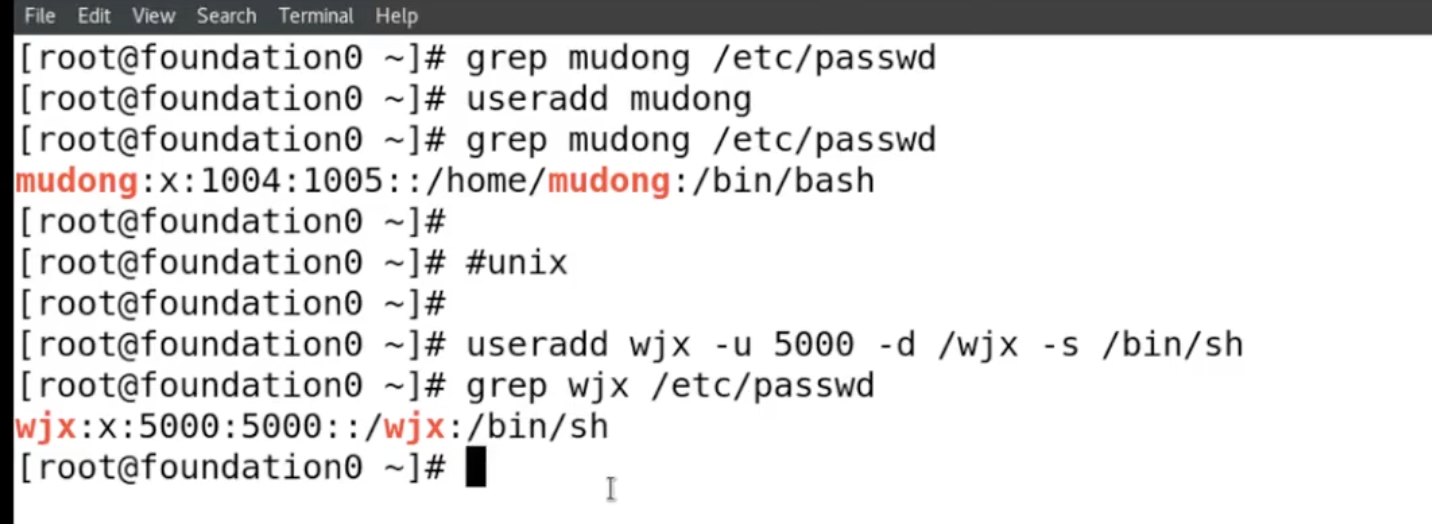 File Edit View Search Terminal Help
[root@foundation0 ~]# grep mudong /etc/passwd
[root@foundation0 ~]# useradd mudong
[root@foundation0 ~]# grep mudong /etc/passwd
mudong:x:1004:1005::/home/mudong:/bin/bash
[root@foundation0 ~]#
[root@foundation0 ~]# #unix
[root@foundation0 ~]#
[root@foundation0 ~]# useradd wjx -u 5000 -d /wjx -s /bin/sh
[root@foundation0 ~]# grep wjx /etc/passwd
wjx:x:5000:5000::/wjx:/bin/sh
[root@foundation0 ~]#